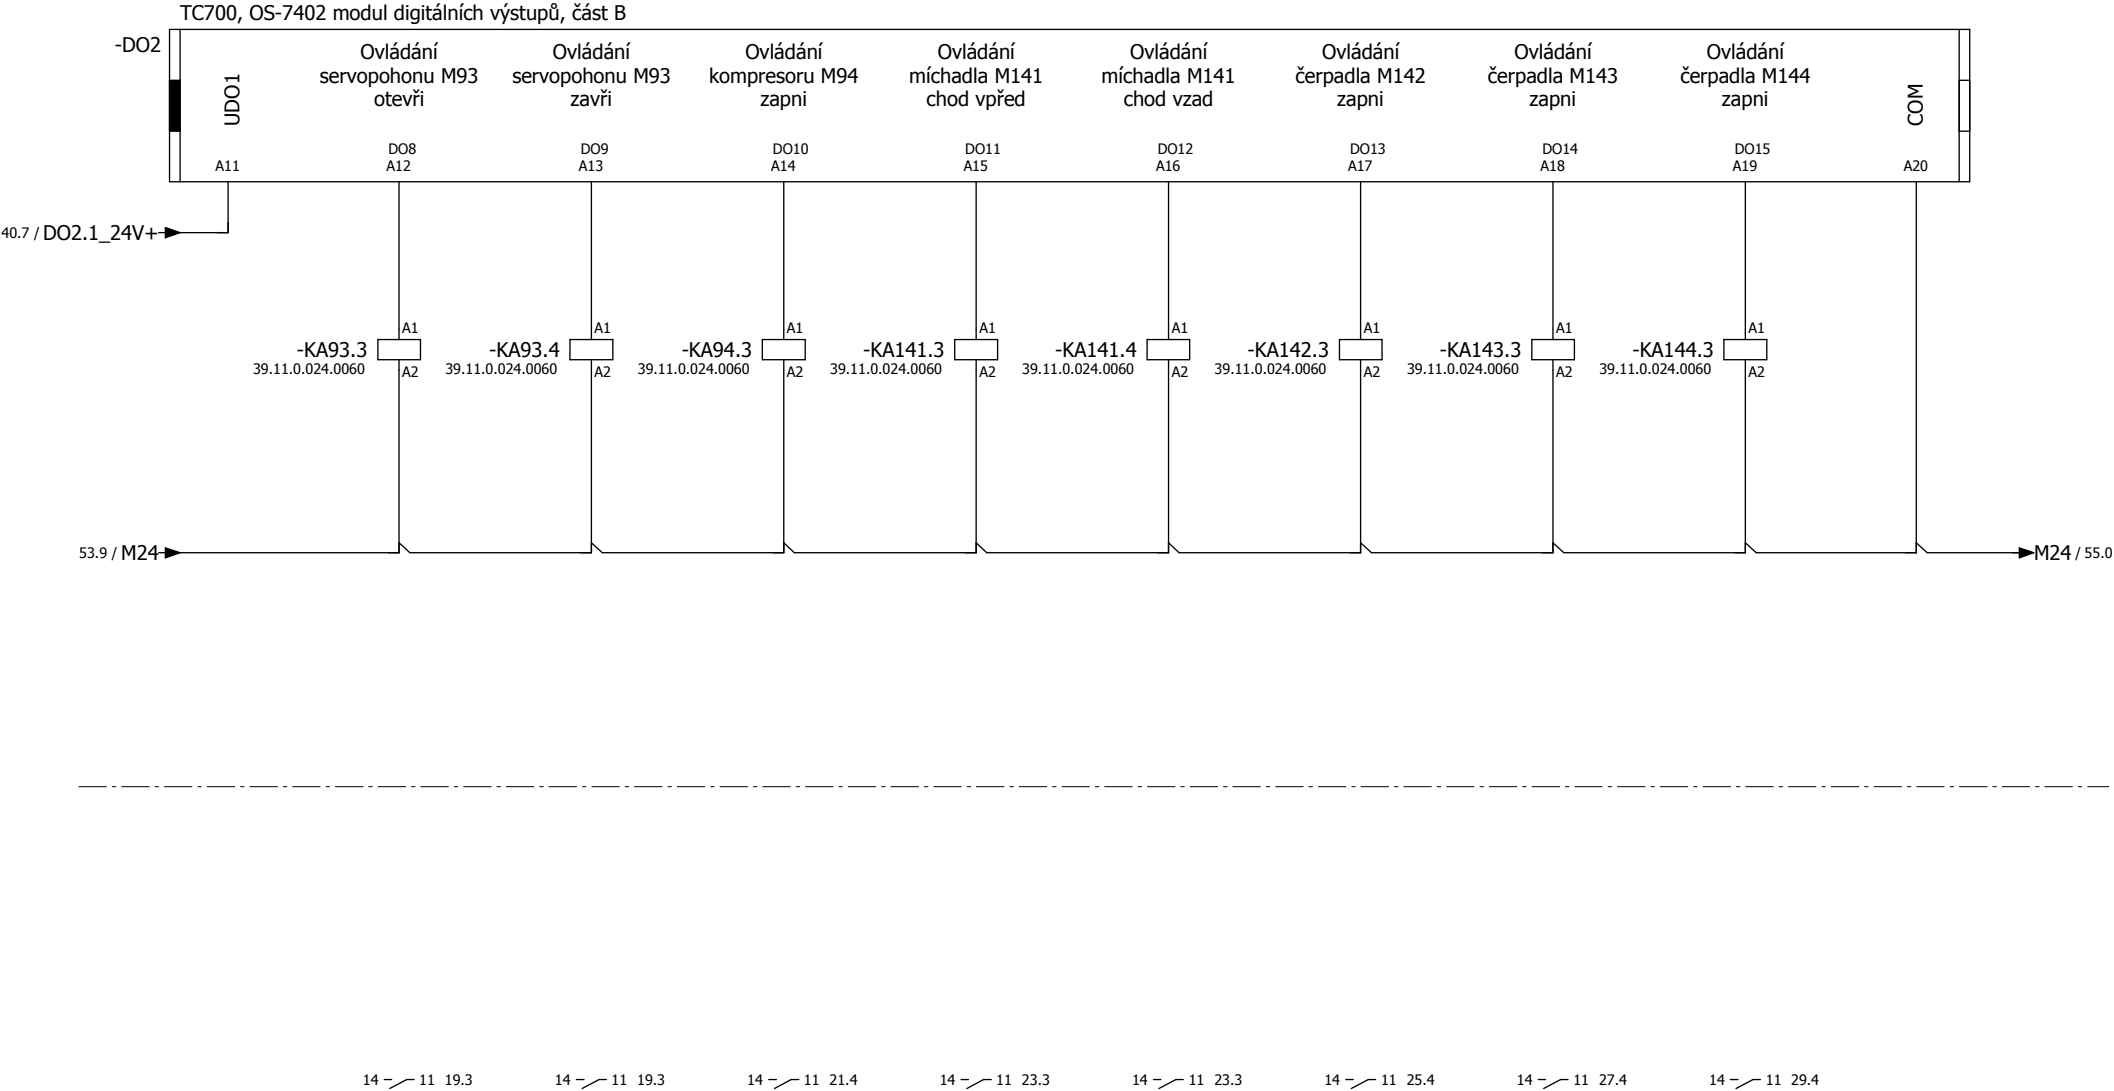 TC700, OS-7402 modul digitálních výstupů, část B
-DO2
UDO1
Ovládání
servopohonu M93
otevři
Ovládání
servopohonu M93
zavři
Ovládání
kompresoru M94
zapni
Ovládání
míchadla M141
chod vpřed
Ovládání
míchadla M141
chod vzad
Ovládání
čerpadla M142
zapni
Ovládání
čerpadla M143
zapni
Ovládání
čerpadla M144
zapni
COM
DO8 DO9 DO10 DO11 DO12 DO13 DO14 DO15
A11 A12 A13 A14 A15 A16 A17 A18 A19 A20
40.7 / DO2.1_24V+
A1 A1 A1 A1 A1 A1 A1 A1
-KA93.3 -KA93.4 -KA94.3 -KA141.3 -KA141.4 -KA142.3 -KA143.3 -KA144.3
39.11.0.024.0060 39.11.0.024.0060 39.11.0.024.0060 39.11.0.024.0060 39.11.0.024.0060 39.11.0.024.0060 39.11.0.024.0060 39.11.0.024.0060
A2 A2 A2 A2 A2 A2 A2 A2
53.9 / M24
M24 / 55.0
14 11 19.3
14 11 19.3
14 11 21.4
14 11 23.3
14 11 23.3
14 11 25.4
14 11 27.4
14 11 29.4